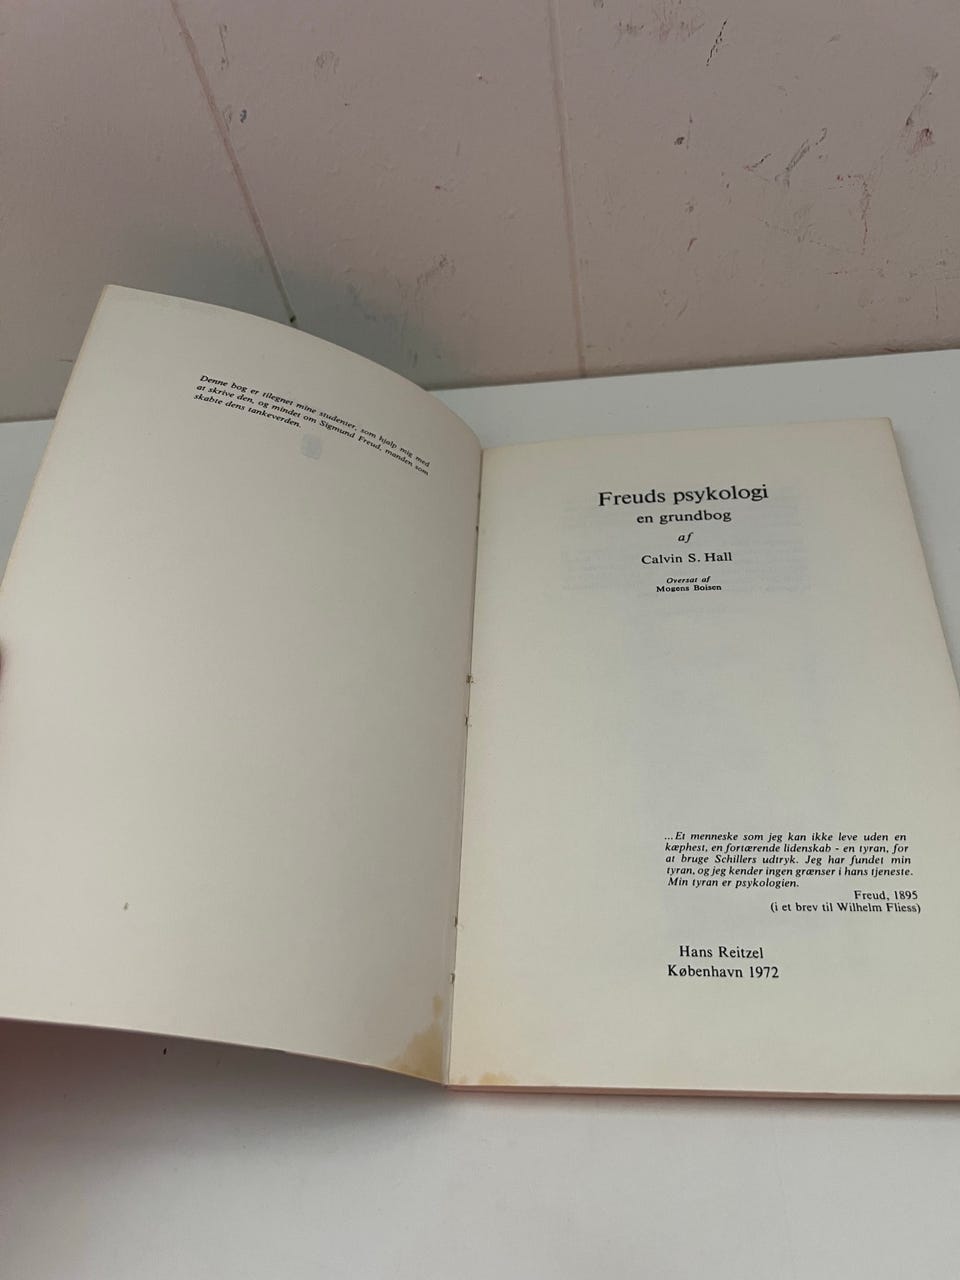 Denne bog er tilegnet mine studenter, som hjalp mig med
at skrive den, og mindet om Sigmund Freud, manden som
skabte dens tankeverden.
Freuds psykologi
en grundbog
af
Calvin S. Hall
Oversat af
Mogens Boisen
...Et menneske som jeg kan ikke leve uden en
kæphest, en fortærende lidenskab - en tyran, for
at bruge Schillers udtryk. Jeg har fundet min
tyran, og jeg kender ingen grænser i hans tjeneste.
Min tyran er psykologien.
Freud, 1895
(i et brev til Wilhelm Fliess)
Hans Reitzel
København 1972